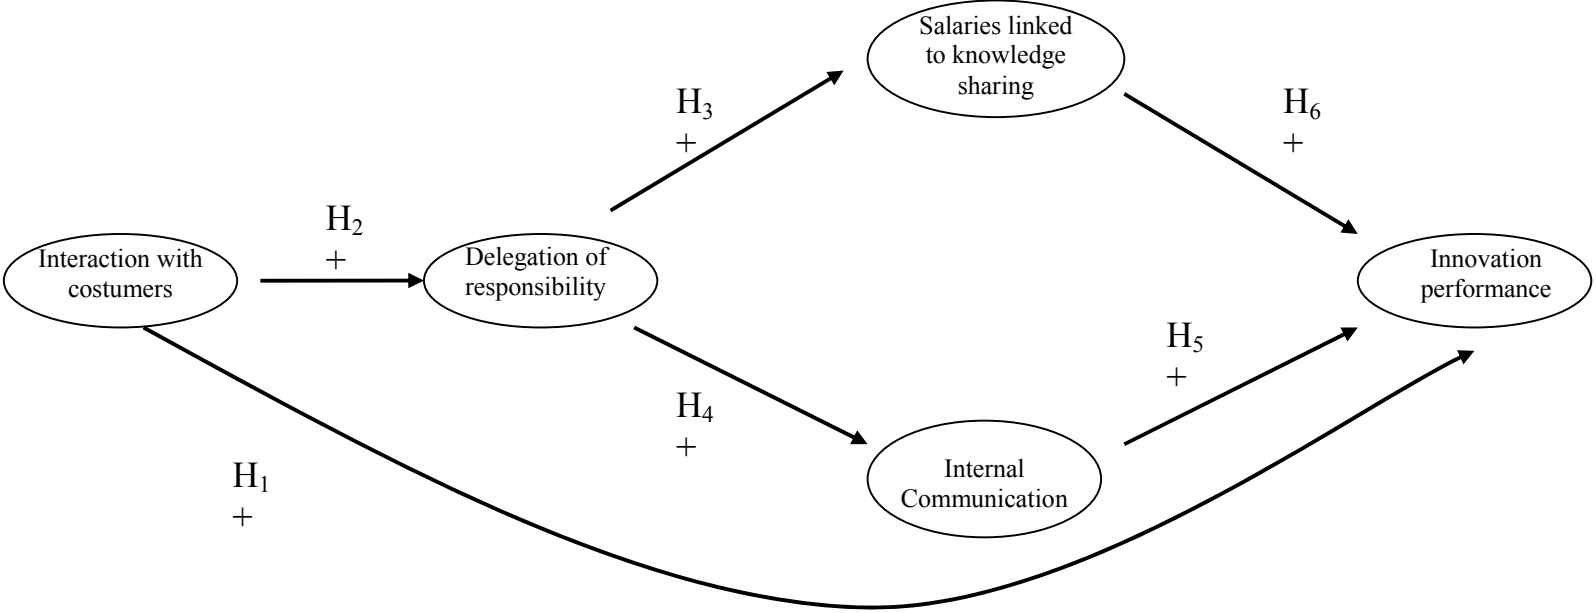 Salaries linked
to knowledge
sharing
H₃
+
H₆
+
H₂
+
Interaction with
costumers
Delegation of
responsibility
Innovation
performance
H₅
+
H₄
+
Internal
Communication
H₁
+